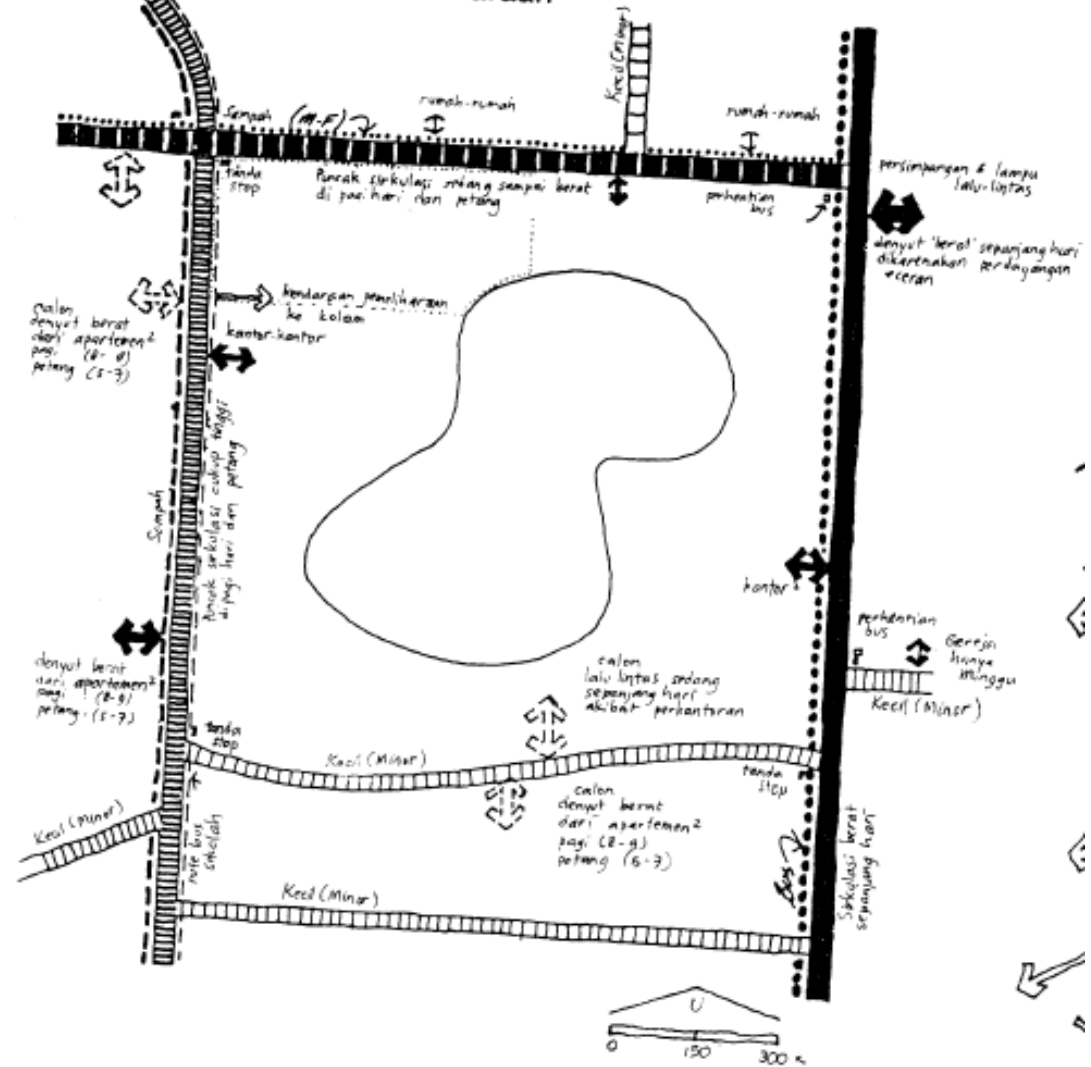 Kecil (Minor)
Sampah (M-F)
rumah-rumah
rumah-rumah
tanda
stop
Puncak sirkulasi sedang sampai berat
di pagi hari dan petang
perhentian
bus
persimpangan & lampu
lalu-lintas
denyut 'berat' sepanjang hari
dikarenakan perdagangan
eceran
kendaraan pemeliharaan
ke kolam
kantor-kantor
calon
denyut berat
dari apartemen²
pagi (8-9)
petang (5-7)
Sampah
Puncak sirkulasi cukup tinggi
dipagi hari dan petang
kantor²
perhentian
bus
Gereja
hanya
Minggu
Kecil (Minor)
denyut berat
dari apartemen²
pagi (8-9)
petang (5-7)
calon
lalu lintas sedang
sepanjang hari
akibat perkantoran
tanda
stop
Kecil (Minor)
tanda
stop
calon
denyut berat
dari apartemen²
pagi (8-9)
petang (5-7)
Kecil (Minor)
rute bus
sekolah
Bus
Sirkulasi berat
sepanjang hari
Kecil (Minor)
U
0 150 300